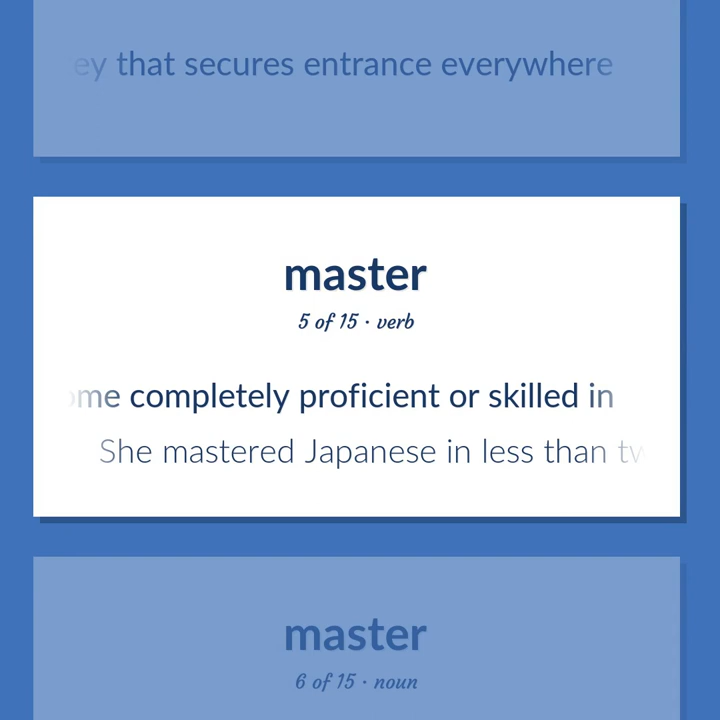 that secures entrance everywhere
master
5 of 15 · verb
completely proficient or skilled in
She mastered Japanese in less than
master
6 of 15 · noun